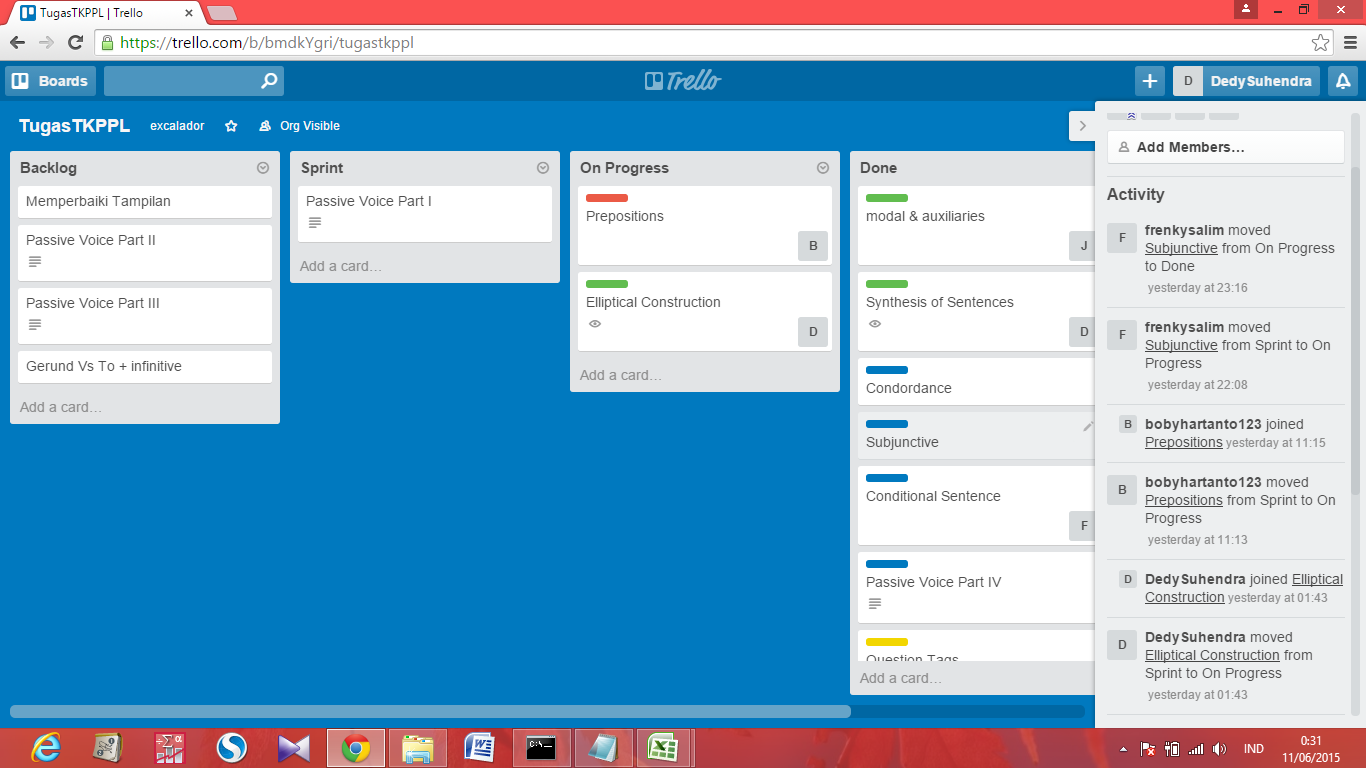 TugasTKPPL | Trello
https://trello.com/b/bmdkYgri/tugastkppl
Boards
Trello
D DedySuhendra
TugasTKPPL excalador Org Visible
Backlog
Memperbaiki Tampilan
Passive Voice Part II
Passive Voice Part III
Gerund Vs To + infinitive
Add a card...
Sprint
Passive Voice Part I
Add a card...
On Progress
Prepositions
B
Elliptical Construction
D
Add a card...
Done
modal & auxiliaries
J
Synthesis of Sentences
D
Condordance
Subjunctive
Conditional Sentence
F
Passive Voice Part IV
Question Tags
Add a card...
Add Members...
Activity
F frenkysalim moved
Subjunctive from On Progress
to Done
yesterday at 23:16
F frenkysalim moved
Subjunctive from Sprint to On
Progress
yesterday at 22:08
B bobyhartanto123 joined
Prepositions yesterday at 11:15
B bobyhartanto123 moved
Prepositions from Sprint to On
Progress
yesterday at 11:13
D DedySuhendra joined Elliptical
Construction yesterday at 01:43
D DedySuhendra moved
Elliptical Construction from
Sprint to On Progress
yesterday at 01:43
IND
0:31
11/06/2015